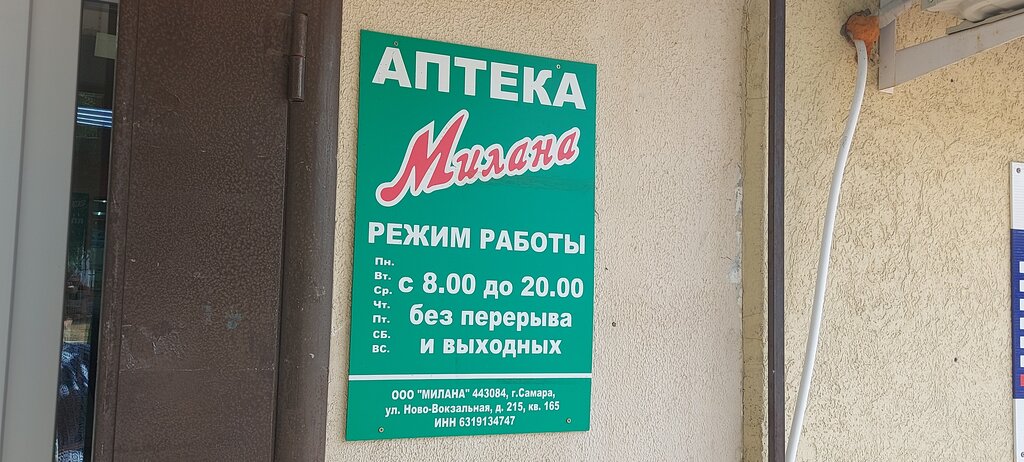 АПТЕКА
Милана
РЕЖИМ РАБОТЫ
Пн.
Вт.
Ср.
Чт.
Пт.
СБ.
ВС.
с 8.00 до 20.00
без перерыва
и выходных
ООО "МИЛАНА" 443084, г.Самара,
ул. Ново-Вокзальная, д. 215, кв. 165
ИНН 6319134747